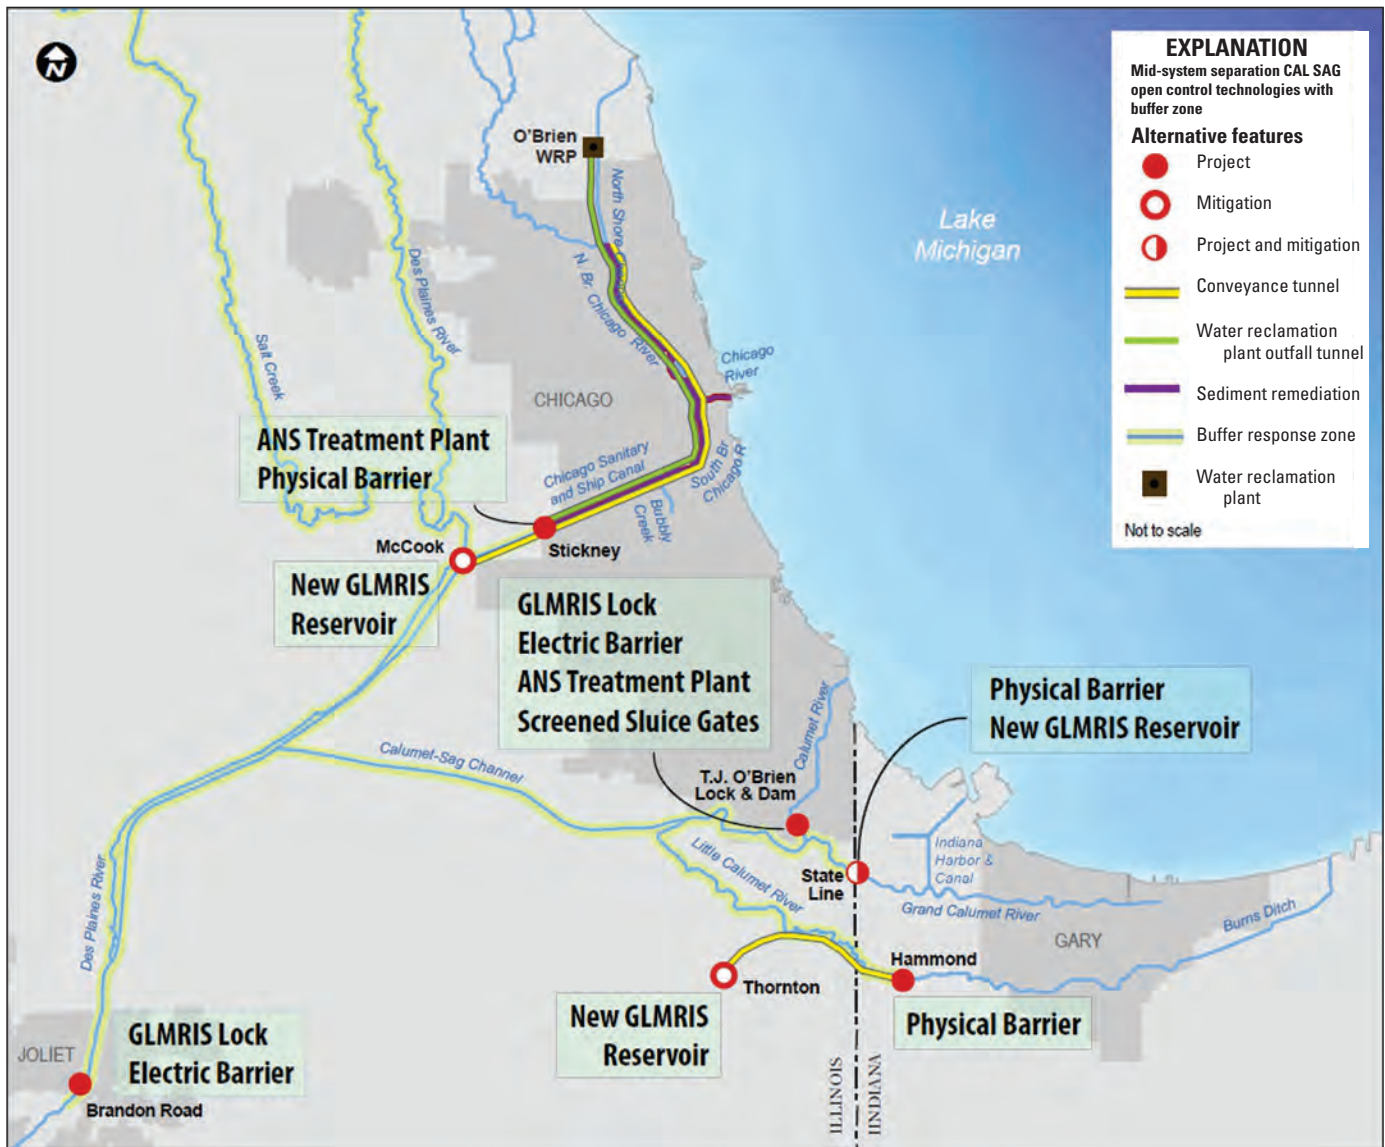 N
EXPLANATION
Mid-system separation CAL SAG
open control technologies with
buffer zone
Alternative features
Project
Mitigation
Project and mitigation
Conveyance tunnel
Water reclamation
plant outfall tunnel
Sediment remediation
Buffer response zone
Water reclamation
plant
Not to scale
O'Brien
WRP
North Shore Channel
Lake
Michigan
N. Br. Chicago River
Des Plaines River
Salt Creek
Chicago
River
CHICAGO
ANS Treatment Plant
Physical Barrier
Chicago Sanitary
and Ship Canal
South Br
Chicago R
Bubbly
Creek
McCook
Stickney
New GLMRIS
Reservoir
GLMRIS Lock
Electric Barrier
ANS Treatment Plant
Screened Sluice Gates
Physical Barrier
New GLMRIS Reservoir
Calumet River
Calumet-Sag Channel
T.J. O'Brien
Lock & Dam
Little Calumet River
State
Line
Indiana
Harbor &
Canal
Grand Calumet River
Burns Ditch
GARY
Des Plaines River
Hammond
Thornton
New GLMRIS
Reservoir
Physical Barrier
JOLIET
GLMRIS Lock
Electric Barrier
Brandon Road
ILLINOIS
IINDIANA